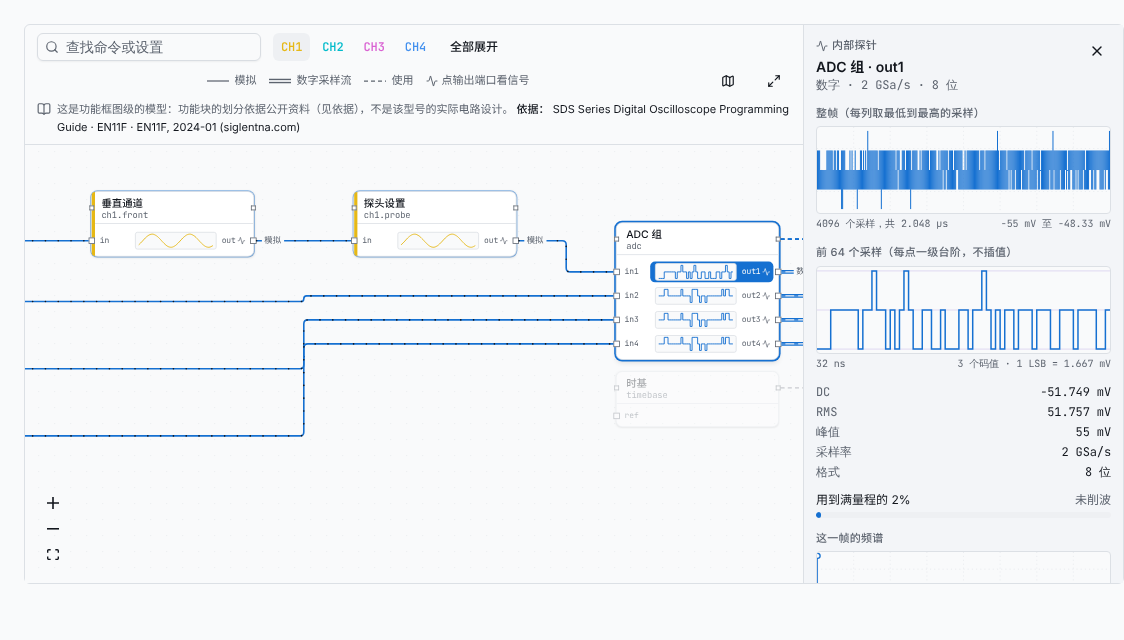 查找命令或设置
CH1 CH2 CH3 CH4 全部展开
模拟 数字采样流 使用 点输出端口看信号
这是功能框图级的模型：功能块的划分依据公开资料（见依据），不是该型号的实际电路设计。 依据： SDS Series Digital Oscilloscope Programming
Guide · EN11F · EN11F, 2024-01 (siglentna.com)
垂直通道
ch1.front
in out 模拟
探头设置
ch1.probe
in out 模拟
ADC 组
adc
in1 out1 数
in2 out2
in3 out3
in4 out4
时基
timebase
ref
内部探针
ADC 组 · out1
数字 · 2 GSa/s · 8 位
整帧（每列取最低到最高的采样）
4096 个采样，共 2.048 µs -55 mV 至 -48.33 mV
前 64 个采样（每点一级台阶，不插值）
32 ns 3 个码值 · 1 LSB = 1.667 mV
DC -51.749 mV
RMS 51.757 mV
峰值 55 mV
采样率 2 GSa/s
格式 8 位
用到满量程的 2% 未削波
这一帧的频谱